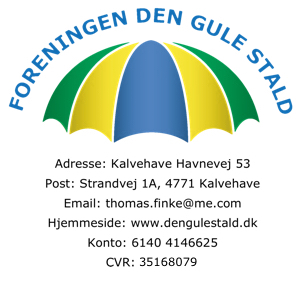 FORENINGEN DEN GULE STALD
Adresse: Kalvehave Havnevej 53
Post: Strandvej 1A, 4771 Kalvehave
Email: thomas.finke@me.com
Hjemmeside: www.dengulestald.dk
Konto: 6140 4146625
CVR: 35168079